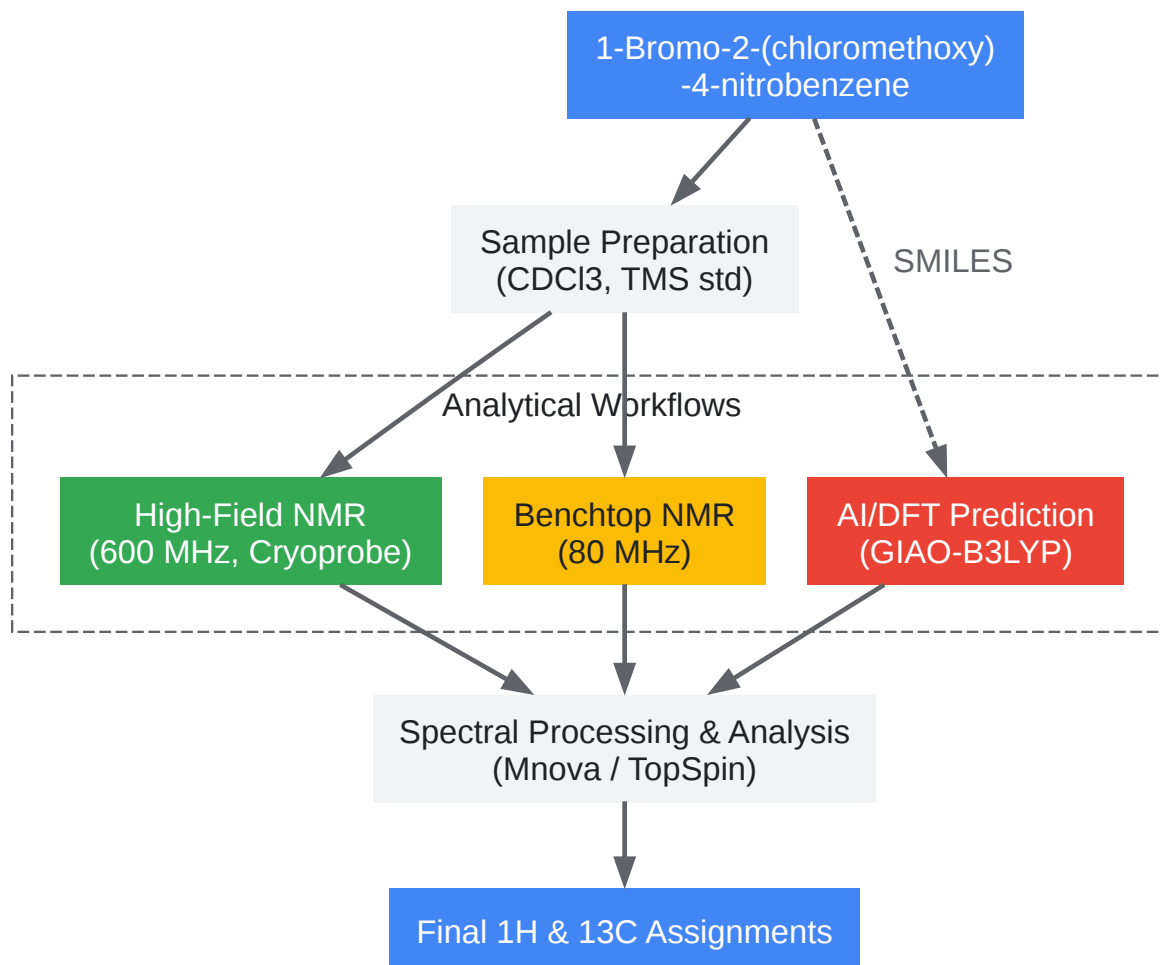 1-Bromo-2-(chloromethoxy)
-4-nitrobenzene
Sample Preparation
(CDCl3, TMS std)
SMILES
Analytical Workflows
High-Field NMR
(600 MHz, Cryoprobe)
Benchtop NMR
(80 MHz)
AI/DFT Prediction
(GIAO-B3LYP)
Spectral Processing & Analysis
(Mnova / TopSpin)
Final 1H & 13C Assignments